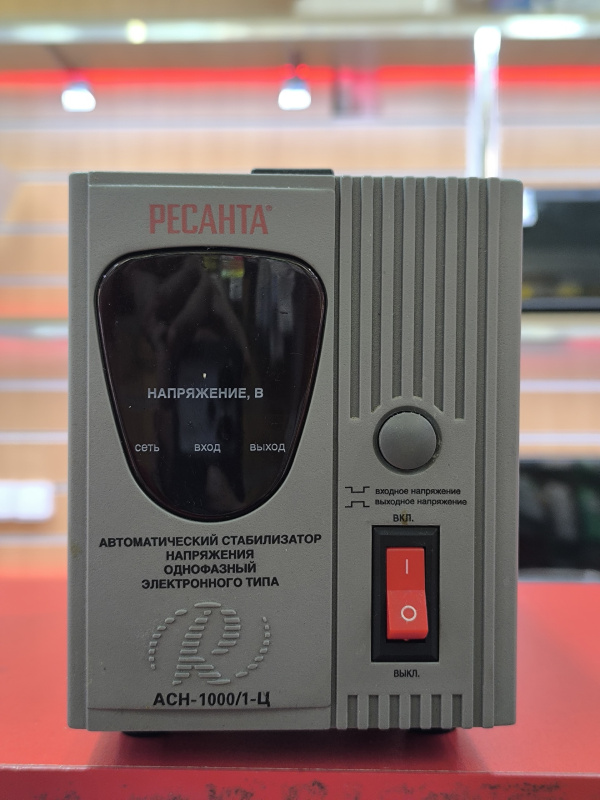 РЕСАНТА®
НАПРЯЖЕНИЕ, В
сеть вход выход
АВТОМАТИЧЕСКИЙ СТАБИЛИЗАТОР
НАПРЯЖЕНИЯ
ОДНОФАЗНЫЙ
ЭЛЕКТРОННОГО ТИПА
АСН-1000/1-Ц
входное напряжение
выходное напряжение
ВКЛ.
ВЫКЛ.